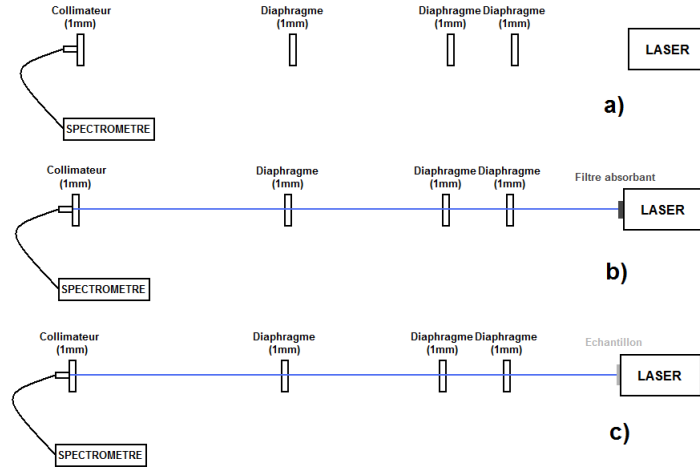 Collimateur
(1mm)
Diaphragme
(1mm)
Diaphragme
(1mm)
Diaphragme
(1mm)
LASER
SPECTROMETRE
a)
Collimateur
(1mm)
Diaphragme
(1mm)
Diaphragme
(1mm)
Diaphragme
(1mm)
Filtre absorbant
LASER
SPECTROMETRE
b)
Collimateur
(1mm)
Diaphragme
(1mm)
Diaphragme
(1mm)
Diaphragme
(1mm)
Echantillon
LASER
SPECTROMETRE
c)